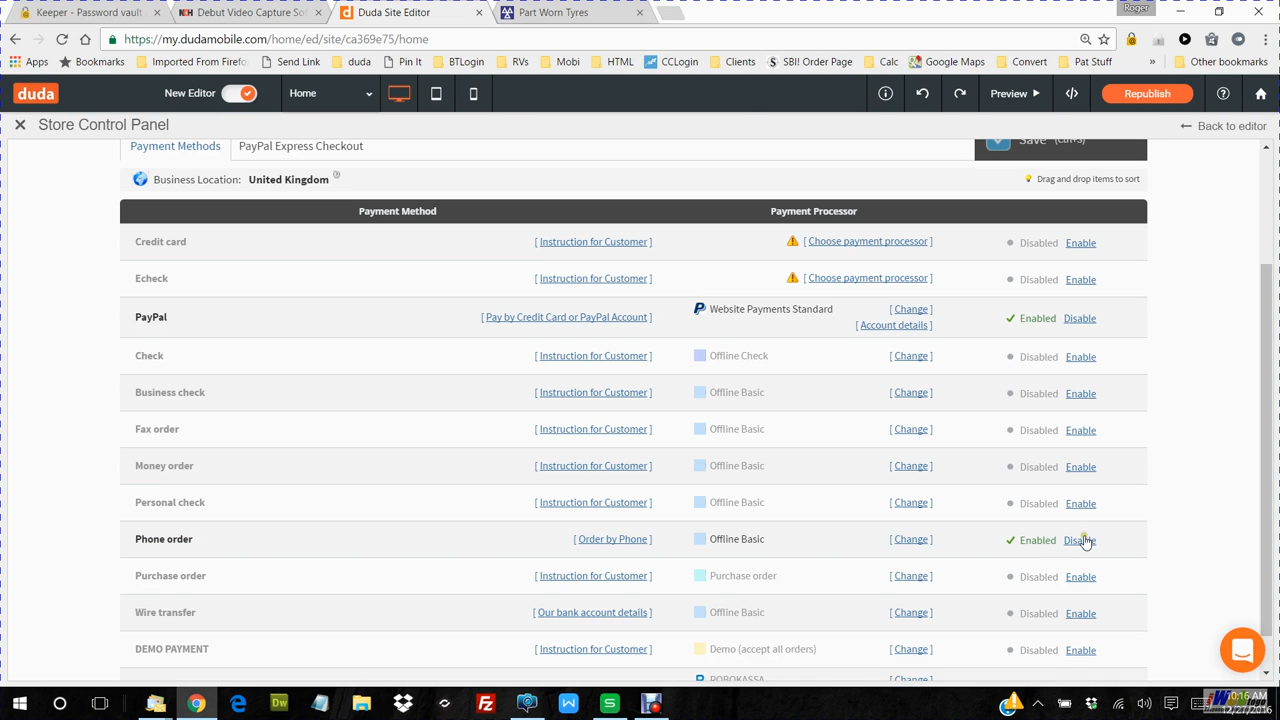 Roger
Keeper - Password vault
Debut Video Capture So
Duda Site Editor
Part Worn Tyres
https://my.dudamobile.com/home/ed/site/ca369e75/home
Apps Bookmarks Imported From Firefo Send Link duda Pin It BTLogin RVs Mobi HTML CCLogin Clients SBI! Order Page Calc Google Maps Convert Pat Stuff » Other bookmarks
duda New Editor Home Preview Republish
Store Control Panel Back to editor
Payment Methods PayPal Express Checkout Save (Ctrl+S)
Business Location: United Kingdom Drag and drop items to sort
Payment Method Payment Processor
Credit card [ Instruction for Customer ] [ Choose payment processor ] Disabled Enable
Echeck [ Instruction for Customer ] [ Choose payment processor ] Disabled Enable
PayPal [ Pay by Credit Card or PayPal Account ] Website Payments Standard [ Change ] Enabled Disable
[ Account details ]
Check [ Instruction for Customer ] Offline Check [ Change ] Disabled Enable
Business check [ Instruction for Customer ] Offline Basic [ Change ] Disabled Enable
Fax order [ Instruction for Customer ] Offline Basic [ Change ] Disabled Enable
Money order [ Instruction for Customer ] Offline Basic [ Change ] Disabled Enable
Personal check [ Instruction for Customer ] Offline Basic [ Change ] Disabled Enable
Phone order [ Order by Phone ] Offline Basic [ Change ] Enabled Disable
Purchase order [ Instruction for Customer ] Purchase order [ Change ] Disabled Enable
Wire transfer [ Our bank account details ] Offline Basic [ Change ] Disabled Enable
DEMO PAYMENT [ Instruction for Customer ] Demo (accept all orders) [ Change ] Disabled Enable
ROBOKASSA
Dw
:16 AM
12/27/2016